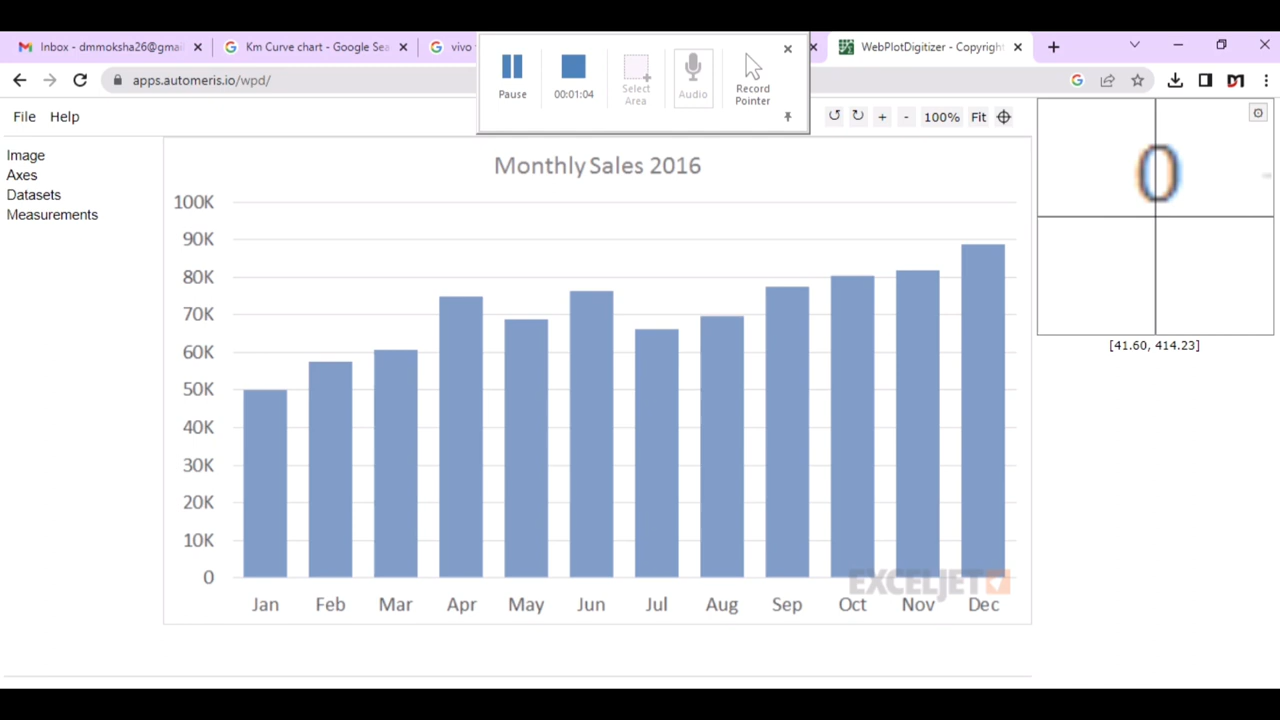 Inbox - dmmoksha26@gmai
Km Curve chart - Google Sea
vivo
WebPlotDigitizer - Copyright
apps.automeris.io/wpd/
Pause
00:01:04
Select
Area
Audio
Record
Pointer
File Help
100% Fit
Image
Axes
Datasets
Measurements
Monthly Sales 2016
100K
90K
80K
70K
60K
50K
40K
30K
20K
10K
0
Jan Feb Mar Apr May Jun Jul Aug Sep Oct Nov Dec
EXCELJET
0
[41.60, 414.23]